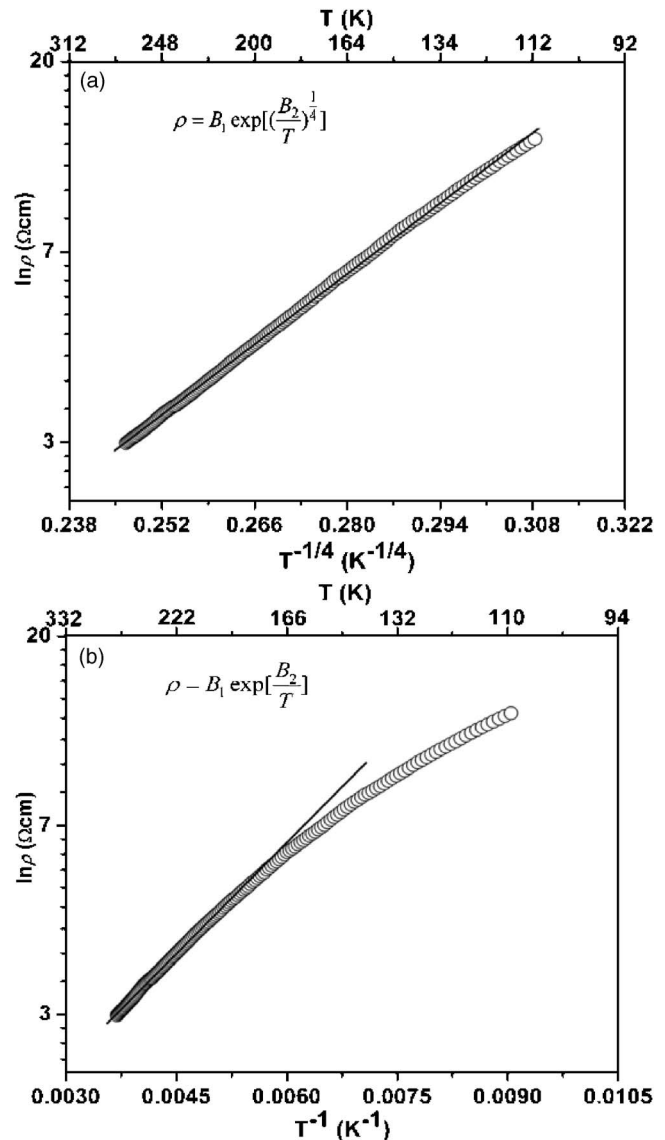 T (K)
312 248 200 164 134 112 92
20
(a)
ρ = B₁ exp[(B₂/T)^1/4]
7
lnρ (Ωcm)
3
0.238 0.252 0.266 0.280 0.294 0.308 0.322
T⁻¹/⁴ (K⁻¹/⁴)
T (K)
332 222 166 132 110 94
20
(b)
ρ = B₁ exp[B₂/T]
7
lnρ (Ωcm)
3
0.0030 0.0045 0.0060 0.0075 0.0090 0.0105
T⁻¹ (K⁻¹)